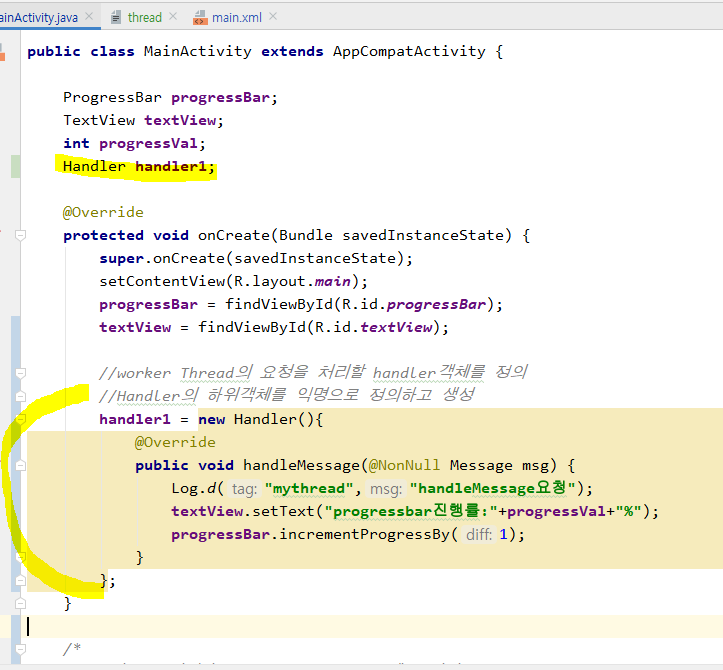 ainActivity.java × thread × main.xml ×
public class MainActivity extends AppCompatActivity {
ProgressBar progressBar;
TextView textView;
int progressVal;
Handler handler1;
@Override
protected void onCreate(Bundle savedInstanceState) {
super.onCreate(savedInstanceState);
setContentView(R.layout.main);
progressBar = findViewById(R.id.progressBar);
textView = findViewById(R.id.textView);
//worker Thread의 요청을 처리할 handler객체를 정의
//Handler의 하위객체를 익명으로 정의하고 생성
handler1 = new Handler(){
@Override
public void handleMessage(@NonNull Message msg) {
Log.d( tag: "mythread", msg: "handleMessage요청");
textView.setText("progressbar진행률:"+progressVal+"%");
progressBar.incrementProgressBy( diff: 1);
}
};
}
/*